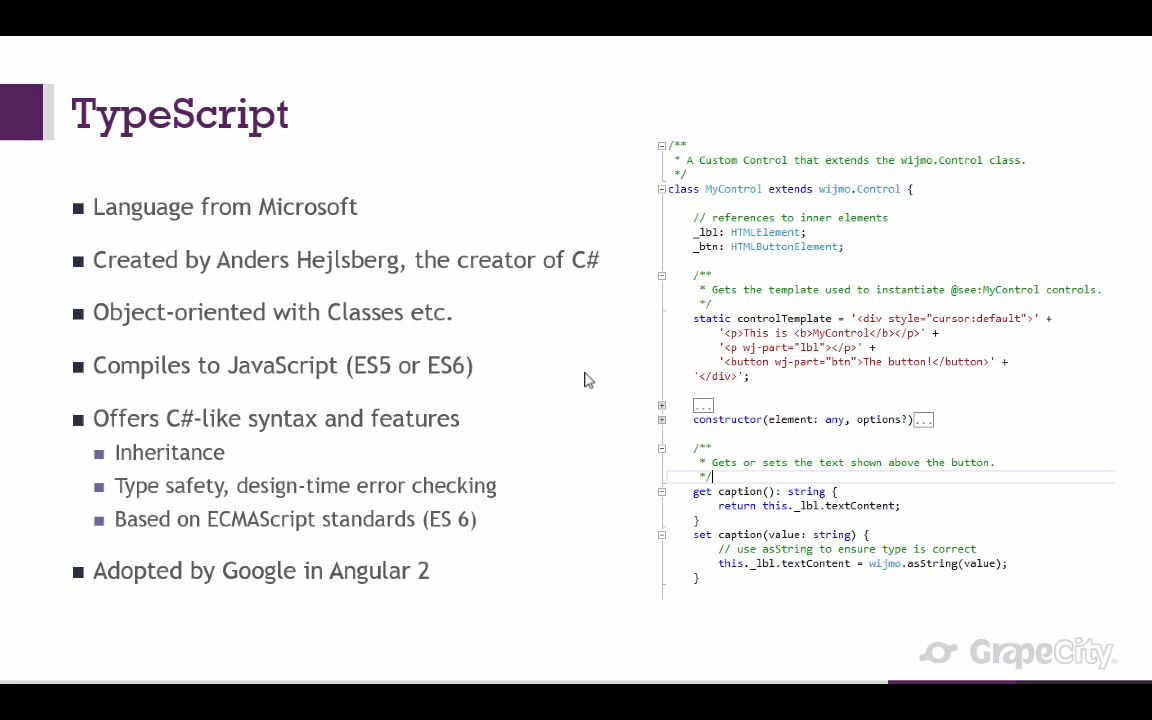 TypeScript
Language from Microsoft
Created by Anders Hejlsberg, the creator of C#
Object-oriented with Classes etc.
Compiles to JavaScript (ES5 or ES6)
Offers C#-like syntax and features
Inheritance
Type safety, design-time error checking
Based on ECMAScript standards (ES 6)
Adopted by Google in Angular 2
/**
* A Custom Control that extends the wijmo.Control class.
*/
class MyControl extends wijmo.Control {
// references to inner elements
_lbl: HTMLElement;
_btn: HTMLButtonElement;
/**
* Gets the template used to instantiate @see:MyControl controls.
*/
static controlTemplate = '<div style="cursor:default">' +
'<p>This is <b>MyControl</b></p>' +
'<p wj-part="lbl"></p>' +
'<button wj-part="btn">The button!</button>' +
'</div>';
...
constructor(element: any, options?)...
/**
* Gets or sets the text shown above the button.
*/
get caption(): string {
return this._lbl.textContent;
}
set caption(value: string) {
// use asString to ensure type is correct
this._lbl.textContent = wijmo.asString(value);
}
GrapeCity